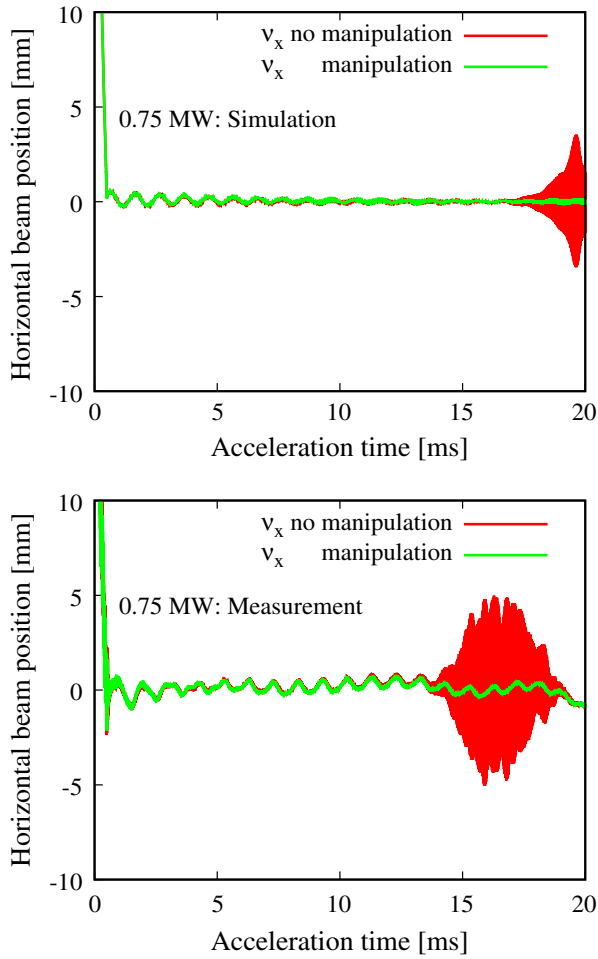 Horizontal beam position [mm]
10
5
0
-5
-10
ν_x no manipulation
ν_x manipulation
0.75 MW: Simulation
0 5 10 15 20
Acceleration time [ms]
Horizontal beam position [mm]
10
5
0
-5
-10
ν_x no manipulation
ν_x manipulation
0.75 MW: Measurement
0 5 10 15 20
Acceleration time [ms]